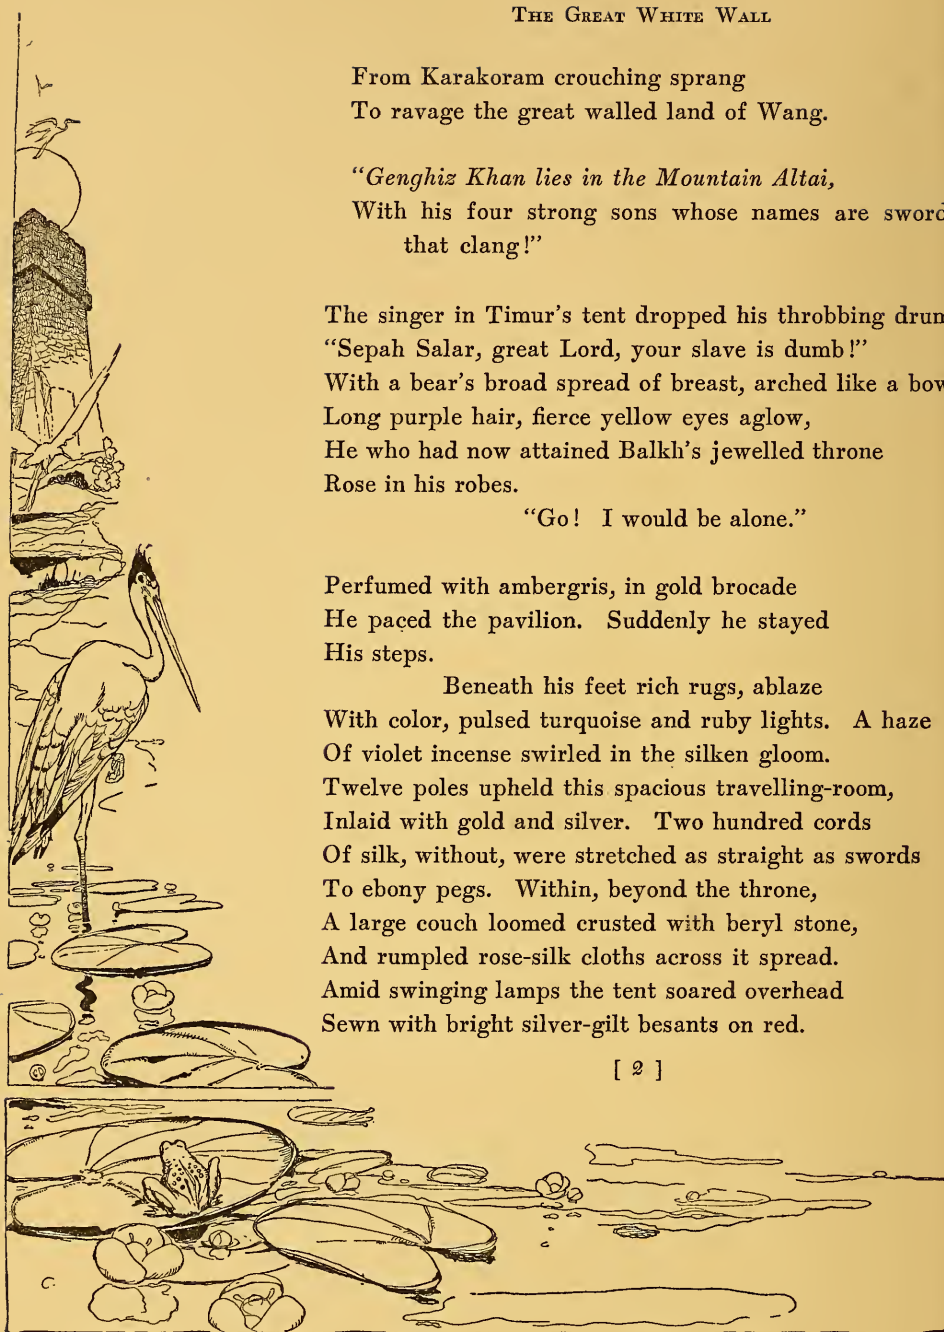 THE GREAT WHITE WALL
From Karakoram crouching sprang
To ravage the great walled land of Wang.
“Genghiz Khan lies in the Mountain Altai,
With his four strong sons whose names are sword
that clang!”
The singer in Timur's tent dropped his throbbing drum
“Sepah Salar, great Lord, your slave is dumb!”
With a bear's broad spread of breast, arched like a bow
Long purple hair, fierce yellow eyes aglow,
He who had now attained Balkh's jewelled throne
Rose in his robes.
“Go! I would be alone.”
Perfumed with ambergris, in gold brocade
He paced the pavilion. Suddenly he stayed
His steps.
Beneath his feet rich rugs, ablaze
With color, pulsed turquoise and ruby lights. A haze
Of violet incense swirled in the silken gloom.
Twelve poles upheld this spacious travelling-room,
Inlaid with gold and silver. Two hundred cords
Of silk, without, were stretched as straight as swords
To ebony pegs. Within, beyond the throne,
A large couch loomed crusted with beryl stone,
And rumpled rose-silk cloths across it spread.
Amid swinging lamps the tent soared overhead
Sewn with bright silver-gilt besants on red.
[ 2 ]